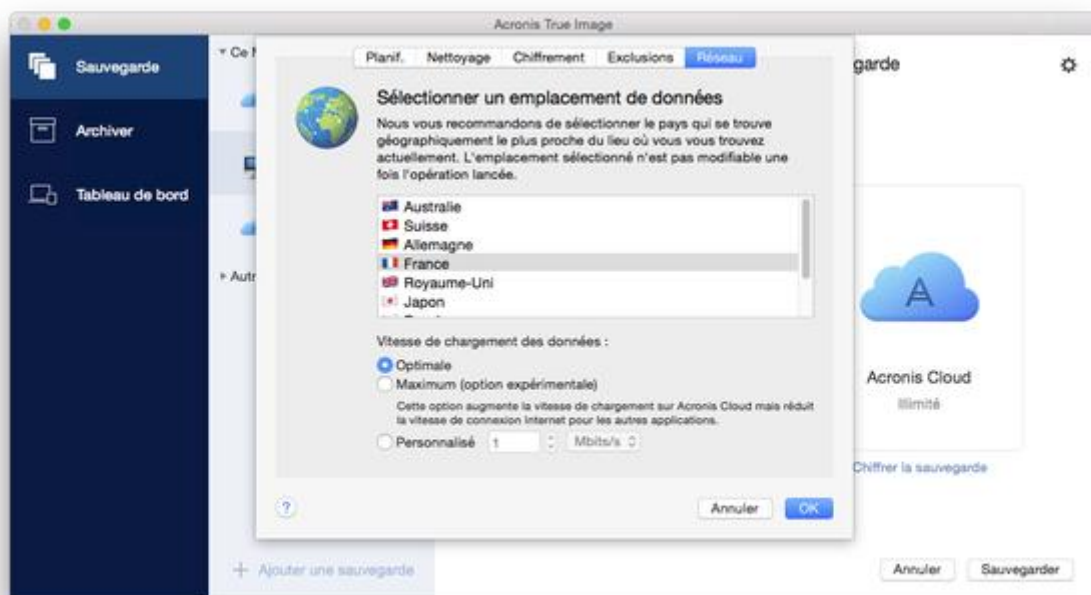 Acronis True Image
Sauvegarde
Archiver
Tableau de bord
Ce
Autr
Ajouter une sauvegarde
Planif.
Nettoyage
Chiffrement
Exclusions
Réseau
Sélectionner un emplacement de données
Nous vous recommandons de sélectionner le pays qui se trouve
géographiquement le plus proche du lieu où vous vous trouvez
actuellement. L'emplacement sélectionné n'est pas modifiable une
fois l'opération lancée.
Australie
Suisse
Allemagne
France
Royaume-Uni
Japon
Vitesse de chargement des données :
Optimale
Maximum (option expérimentale)
Cette option augmente la vitesse de chargement sur Acronis Cloud mais réduit
la vitesse de connexion Internet pour les autres applications.
Personnalisé 1 Mbits/s
?
Annuler
OK
garde
Acronis Cloud
Illimité
Chiffrer la sauvegarde
Annuler
Sauvegarder